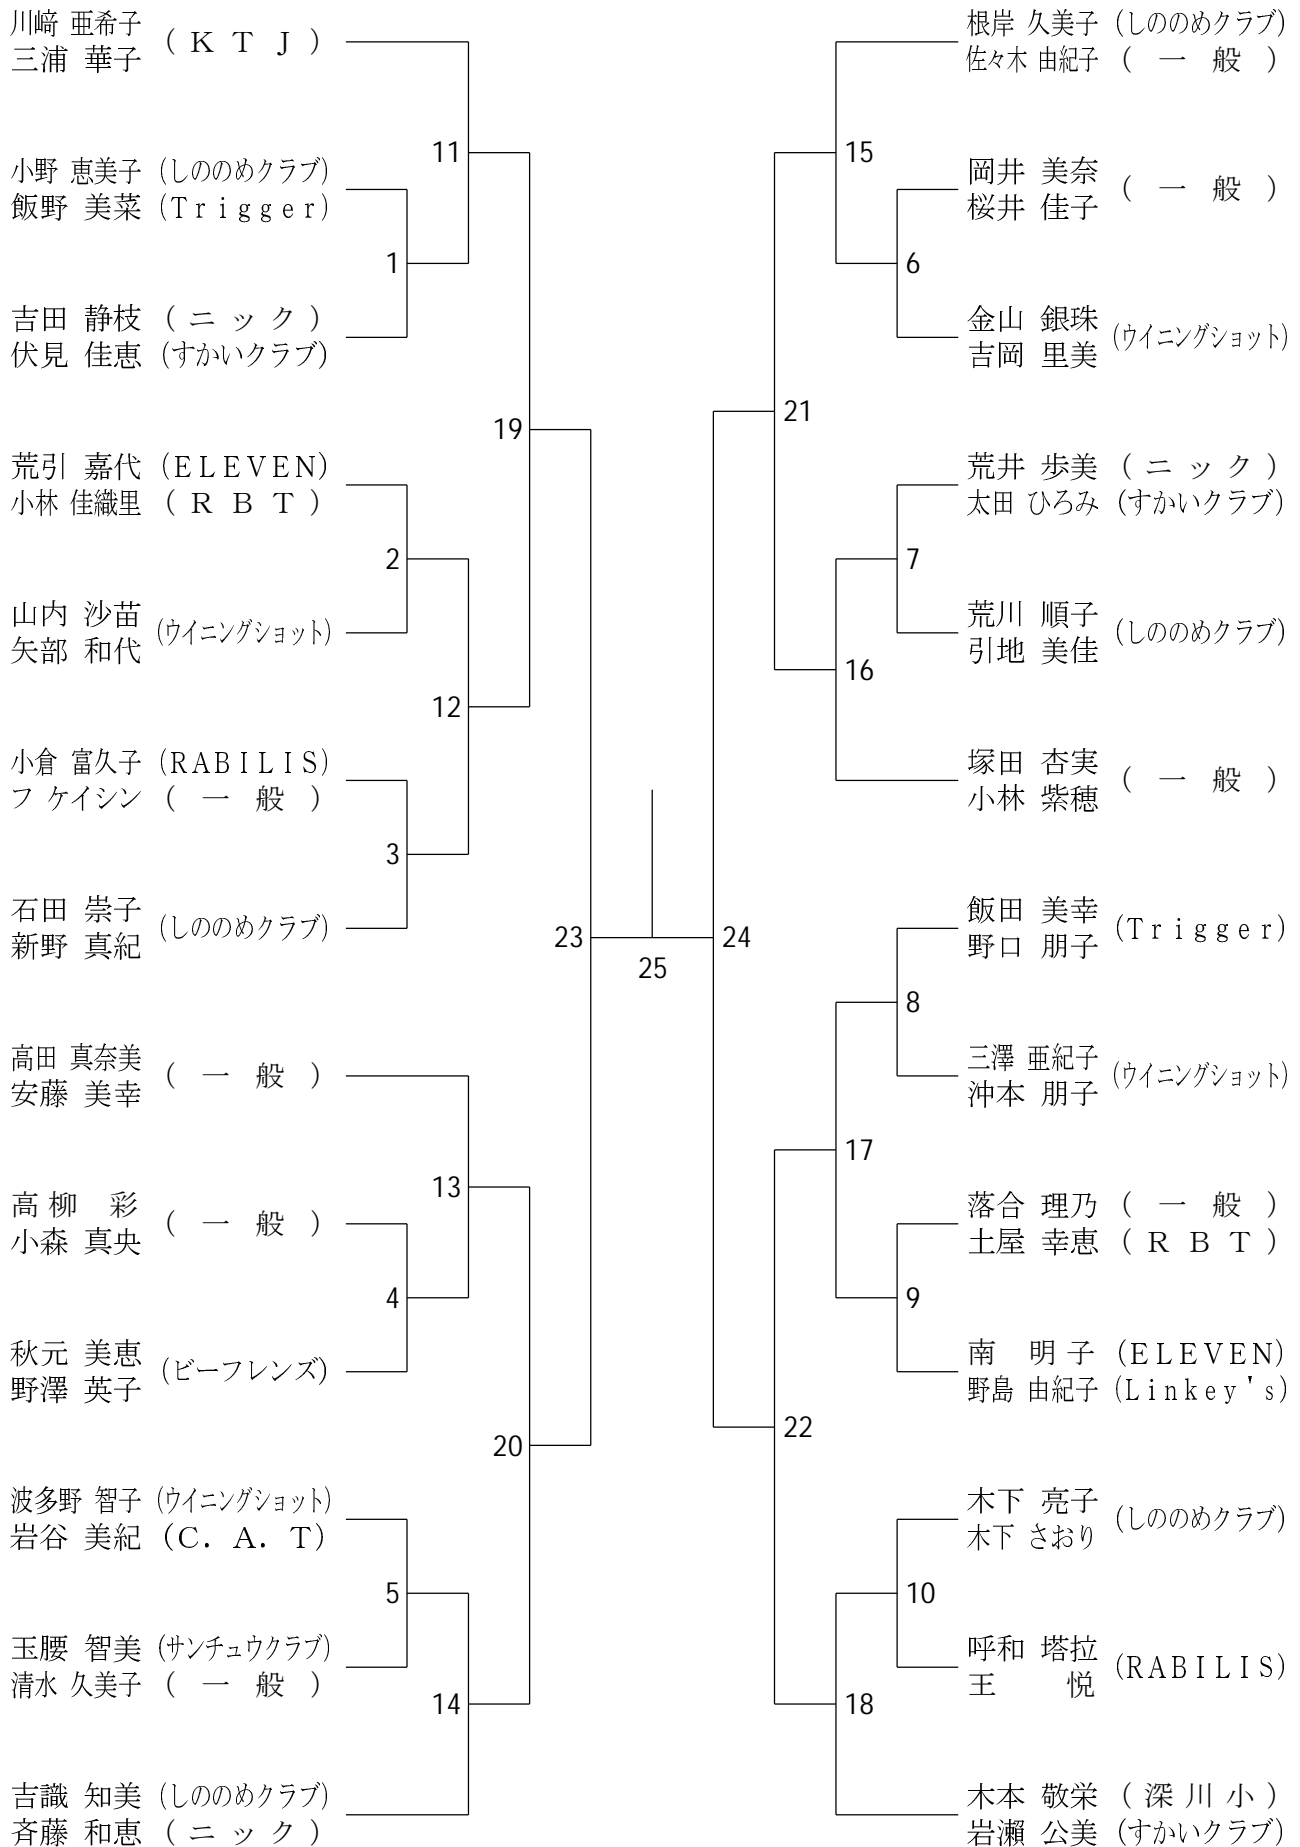 川﨑 亜希子 (KTJ)
三浦 華子
小野 恵美子 (しののめクラブ)
飯野 美菜 (Trigger)
吉田 静枝 (ニック)
伏見 佳恵 (すかいクラブ)
荒引 嘉代 (ELEVEN)
小林 佳織里 (RBT)
山内 沙苗 (ウイニングショット)
矢部 和代
小倉 富久子 (RABILIS)
フ ケイシン (一般)
石田 崇子 (しののめクラブ)
新野 真紀
高田 真奈美 (一般)
安藤 美幸
高柳 彩 (一般)
小森 真央
秋元 美恵 (ビーフレンズ)
野澤 英子
波多野 智子 (ウイニングショット)
岩谷 美紀 (C.A.T)
玉腰 智美 (サンチュウクラブ)
清水 久美子 (一般)
吉識 知美 (しののめクラブ)
斉藤 和恵 (ニック)
1
2
3
4
5
11
12
13
14
19
20
23
25
24
21
22
15
16
17
18
6
7
8
9
10
根岸 久美子 (しののめクラブ)
佐々木 由紀子 (一般)
岡井 美奈 (一般)
桜井 佳子
金山 銀珠 (ウイニングショット)
吉岡 里美
荒井 歩美 (ニック)
太田 ひろみ (すかいクラブ)
荒川 順子 (しののめクラブ)
引地 美佳
塚田 杏実 (一般)
小林 紫穂
飯田 美幸 (Trigger)
野口 朋子
三澤 亜紀子 (ウイニングショット)
沖本 朋子
落合 理乃 (一般)
土屋 幸恵 (RBT)
南 明子 (ELEVEN)
野島 由紀子 (Linkey's)
木下 亮子 (しののめクラブ)
木下 さおり
呼和 塔拉 (RABILIS)
王 悦
木本 敬栄 (深川小)
岩瀬 公美 (すかいクラブ)